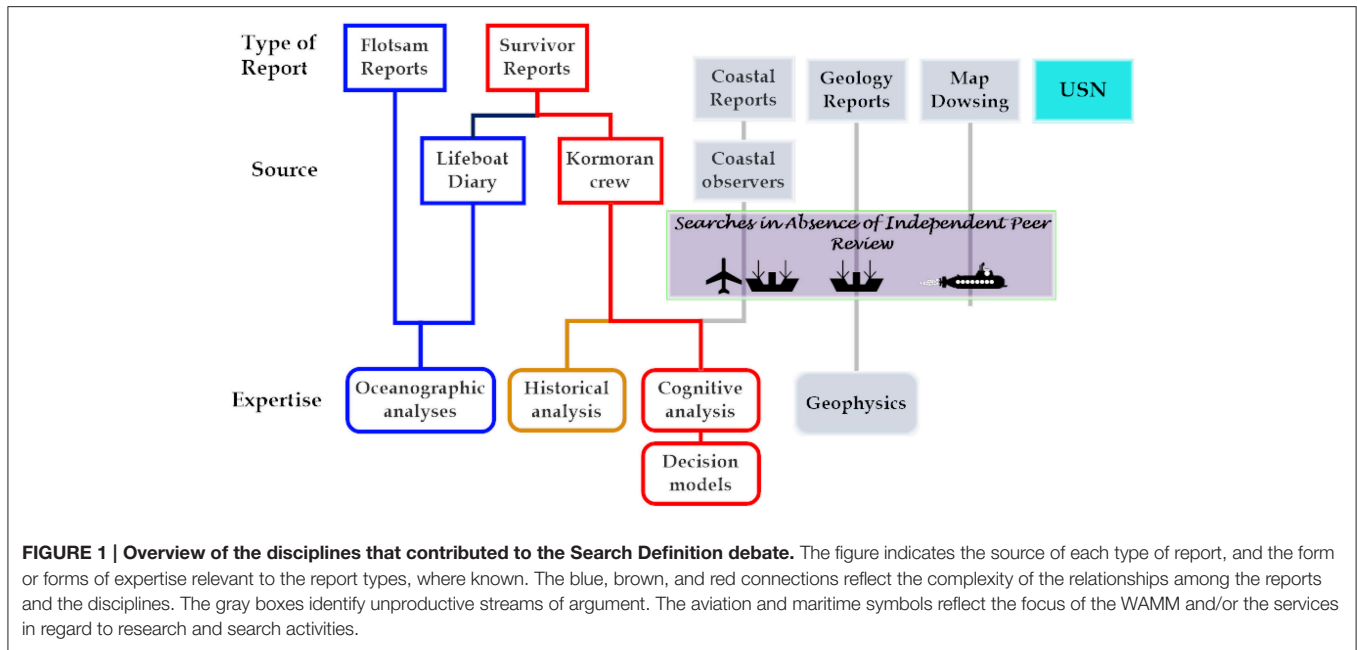 Type of
Report
Flotsam
Reports
Survivor
Reports
Coastal
Reports
Geology
Reports
Map
Dowsing
USN
Source
Lifeboat
Diary
Kormoran
crew
Coastal
observers
Searches in Absence of Independent Peer
Review
Expertise
Oceanographic
analyses
Historical
analysis
Cognitive
analysis
Geophysics
Decision
models
FIGURE 1 | Overview of the disciplines that contributed to the Search Definition debate. The figure indicates the source of each type of report, and the form
or forms of expertise relevant to the report types, where known. The blue, brown, and red connections reflect the complexity of the relationships among the reports
and the disciplines. The gray boxes identify unproductive streams of argument. The aviation and maritime symbols reflect the focus of the WAMM and/or the services
in regard to research and search activities.